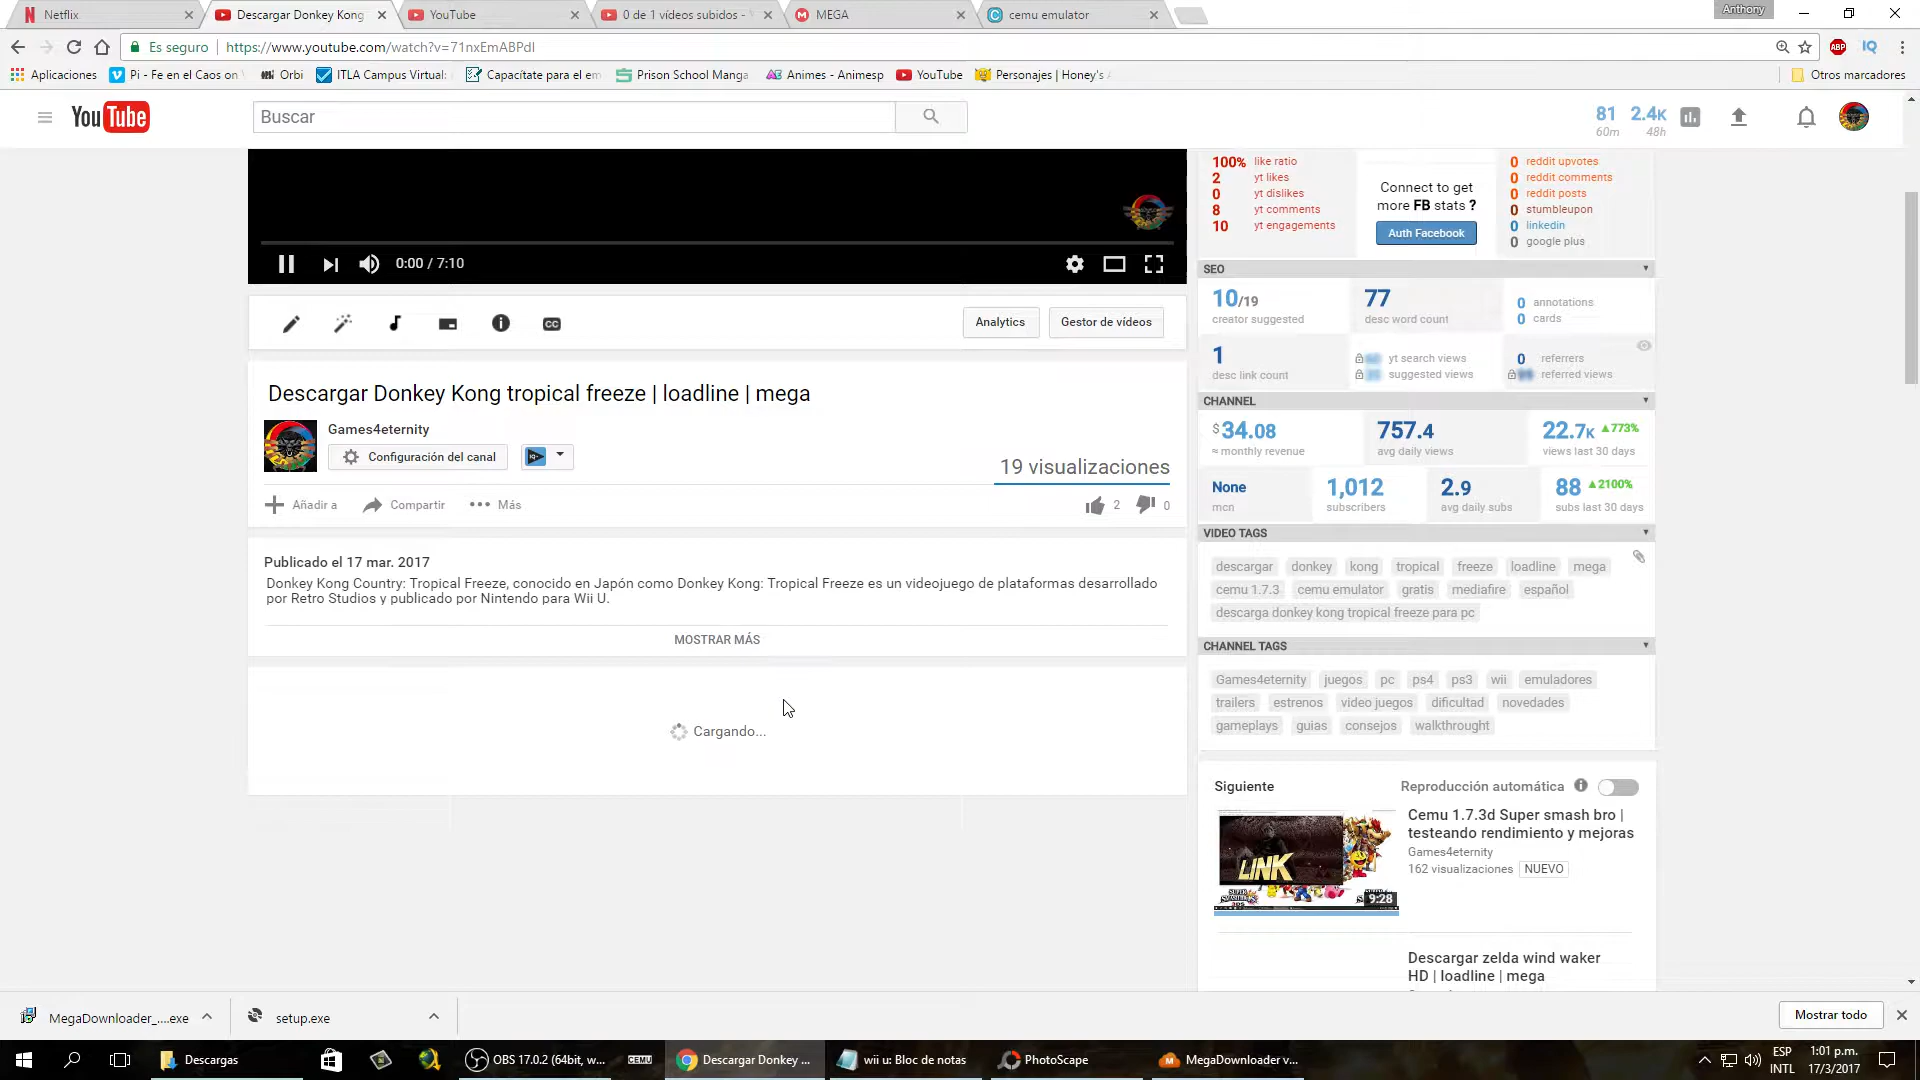 Netflix
Descargar Donkey Kong
YouTube
0 de 1 vídeos subidos -
MEGA
cemu emulator
Anthony
Es seguro
https://www.youtube.com/watch?v=71nxEmABPdI
ABP
IQ
Aplicaciones
Pi - Fe en el Caos on
Orbi
ITLA Campus Virtual:
Capacítate para el em
Prison School Manga
Animes - Animesp
YouTube
Personajes | Honey's
Otros marcadores
YouTube
Buscar
81
60m
2.4K
48h
0:00 / 7:10
CC
Analytics
Gestor de vídeos
Descargar Donkey Kong tropical freeze | loadline | mega
Games4eternity
Configuración del canal
19 visualizaciones
Añadir a
Compartir
Más
2
0
Publicado el 17 mar. 2017
Donkey Kong Country: Tropical Freeze, conocido en Japón como Donkey Kong: Tropical Freeze es un videojuego de plataformas desarrollado
por Retro Studios y publicado por Nintendo para Wii U.
MOSTRAR MÁS
Cargando...
100% like ratio
2 yt likes
0 yt dislikes
8 yt comments
10 yt engagements
Connect to get
more FB stats ?
Auth Facebook
0 reddit upvotes
0 reddit comments
0 reddit posts
0 stumbleupon
0 linkedin
0 google plus
SEO
10/19
creator suggested
77
desc word count
0 annotations
0 cards
1
desc link count
yt search views
suggested views
0 referrers
referred views
CHANNEL
$34.08
≈ monthly revenue
757.4
avg daily views
22.7K ▲773%
views last 30 days
None
mcn
1,012
subscribers
2.9
avg daily subs
88 ▲2100%
subs last 30 days
VIDEO TAGS
descargar donkey kong tropical freeze loadline mega
cemu 1.7.3 cemu emulator gratis mediafire español
descarga donkey kong tropical freeze para pc
CHANNEL TAGS
Games4eternity juegos pc ps4 ps3 wii emuladores
trailers estrenos video juegos dificultad novedades
gameplays guias consejos walkthrought
Siguiente
Reproducción automática
LINK
9:28
Cemu 1.7.3d Super smash bro |
testeando rendimiento y mejoras
Games4eternity
162 visualizaciones NUEVO
Descargar zelda wind waker
HD | loadline | mega
MegaDownloader_....exe
setup.exe
Mostrar todo
Descargas
OBS 17.0.2 (64bit, w...
CEMU
Descargar Donkey ...
wii u: Bloc de notas
PhotoScape
MegaDownloader v...
ESP
INTL
1:01 p.m.
17/3/2017